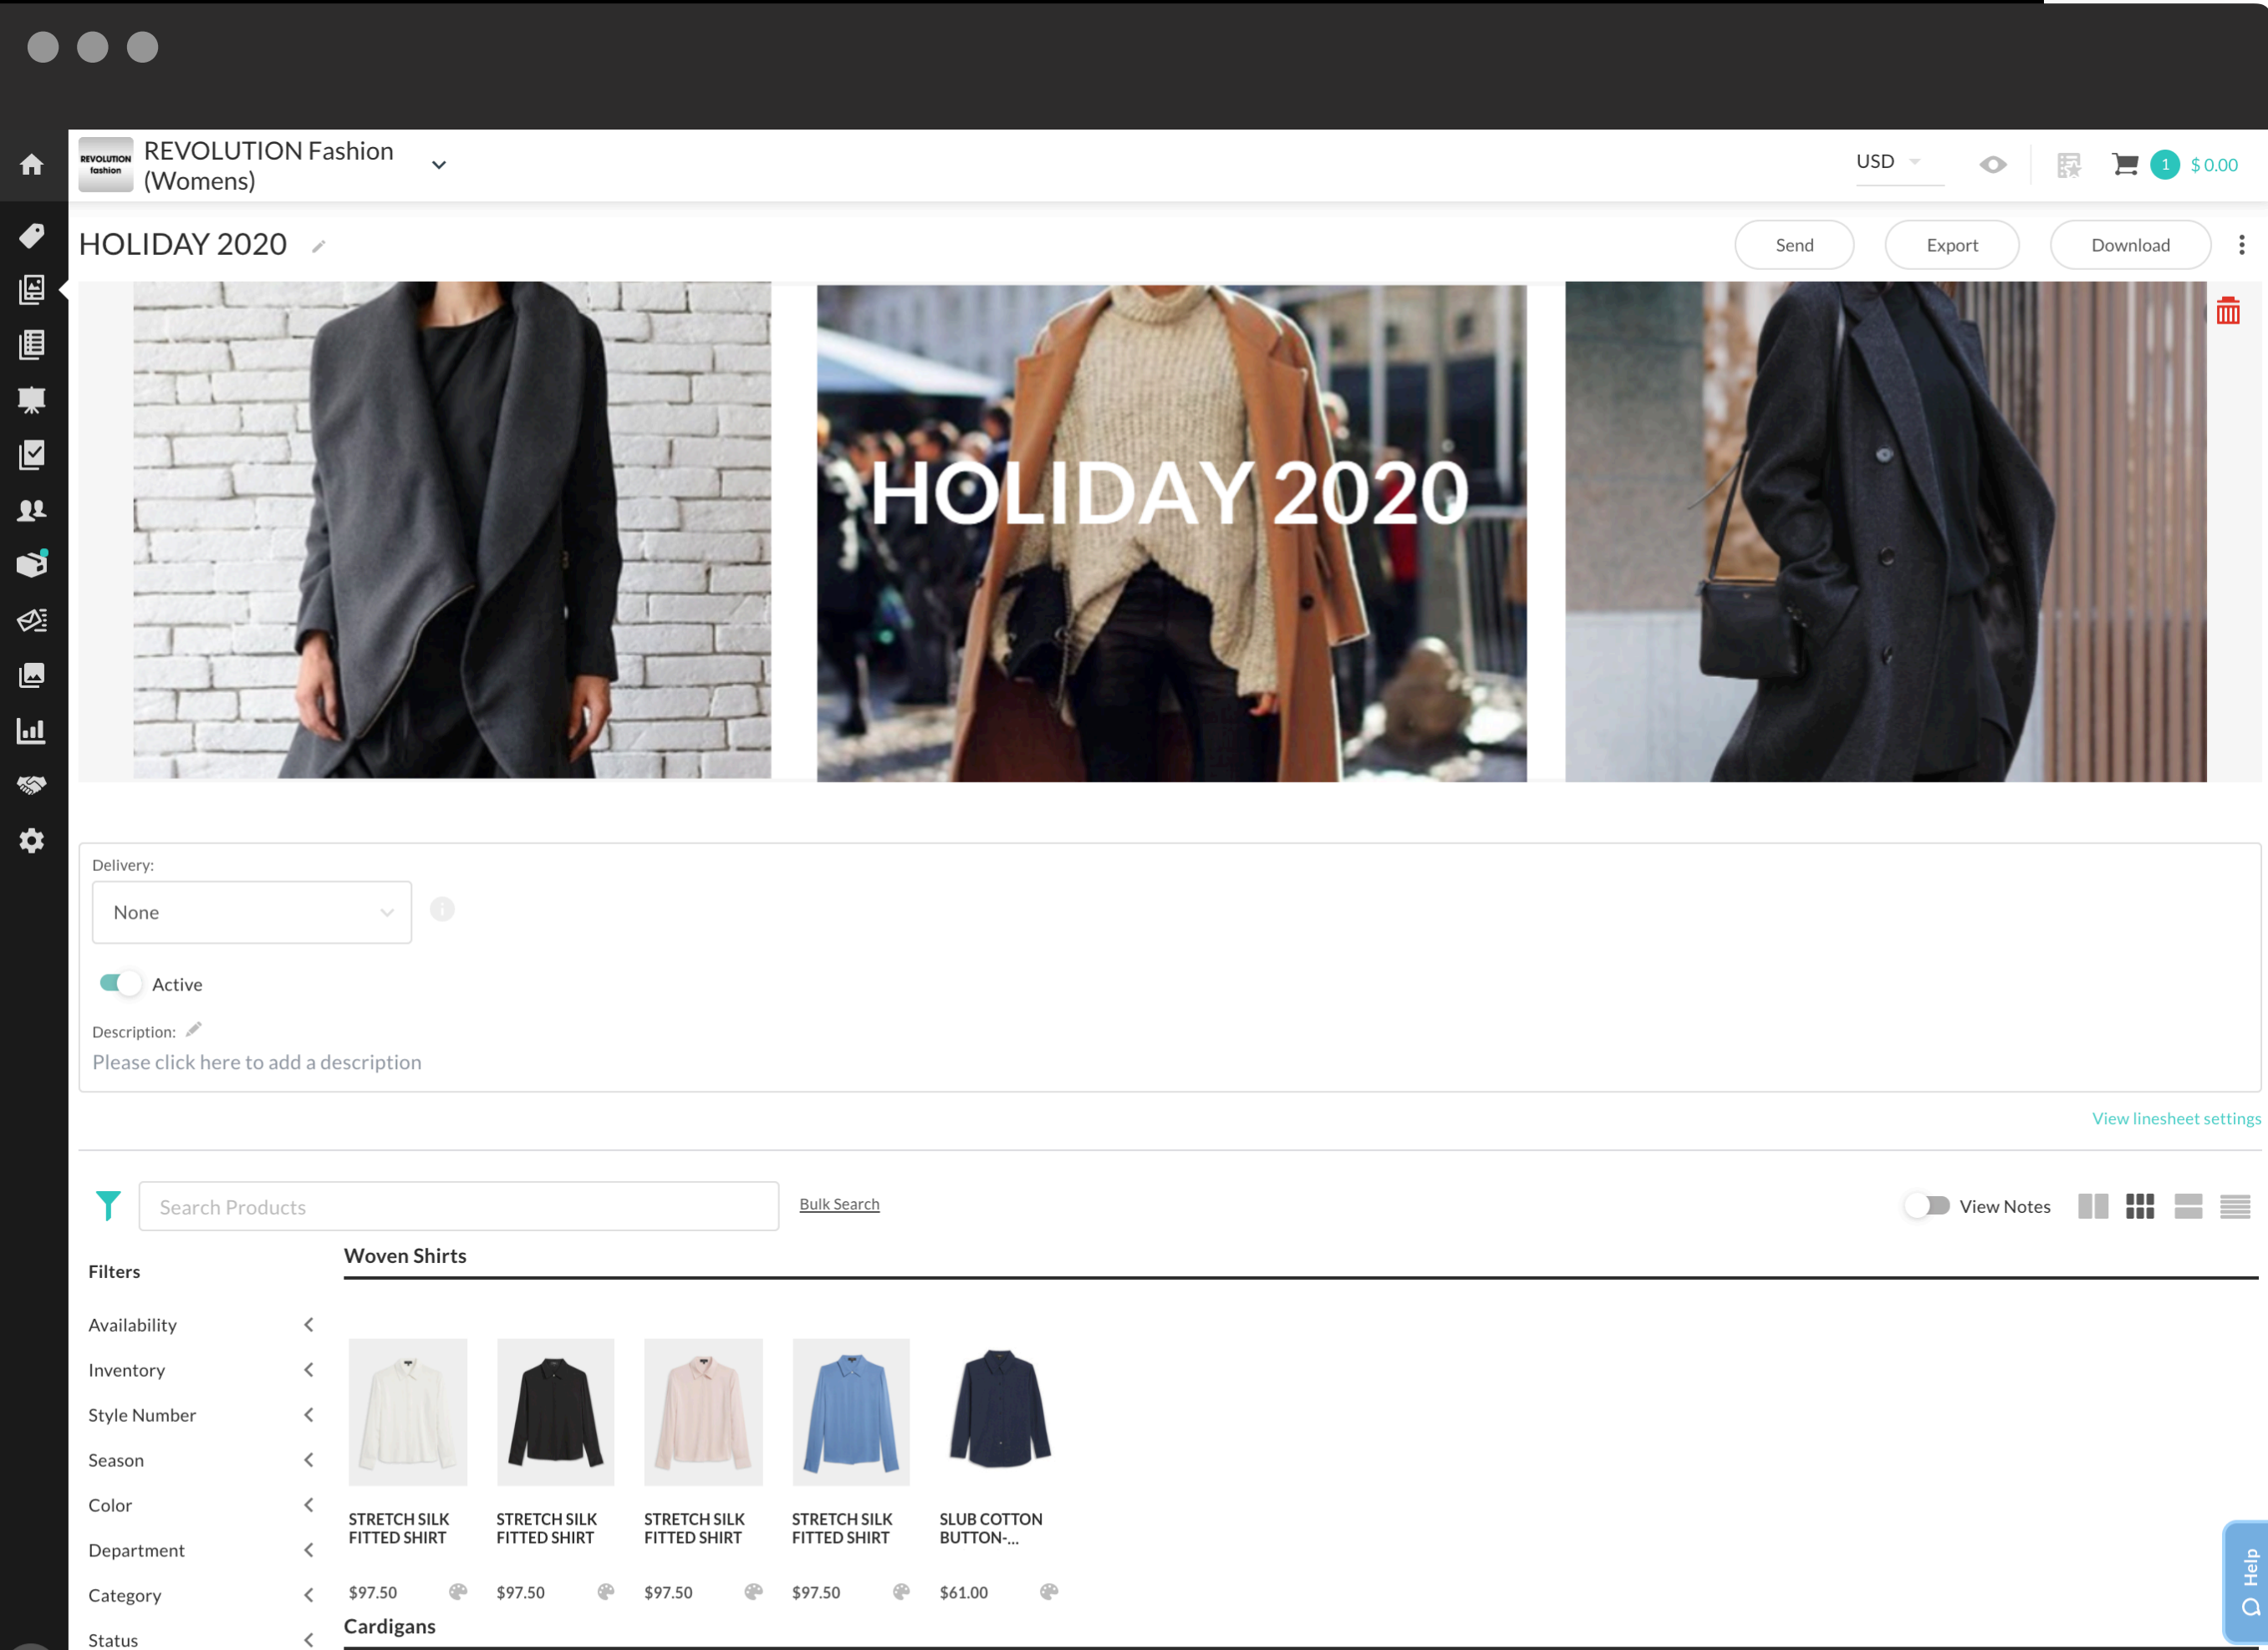 REVOLUTION
fashion
REVOLUTION Fashion
(Womens)
USD
1
$ 0.00
HOLIDAY 2020
Send
Export
Download
HOLIDAY 2020
Delivery:
None
Active
Description:
Please click here to add a description
View linesheet settings
Search Products
Bulk Search
View Notes
Filters
Availability
Inventory
Style Number
Season
Color
Department
Category
Status
Woven Shirts
STRETCH SILK
FITTED SHIRT
$97.50
STRETCH SILK
FITTED SHIRT
$97.50
STRETCH SILK
FITTED SHIRT
$97.50
STRETCH SILK
FITTED SHIRT
$97.50
SLUB COTTON
BUTTON-...
$61.00
Cardigans
Help